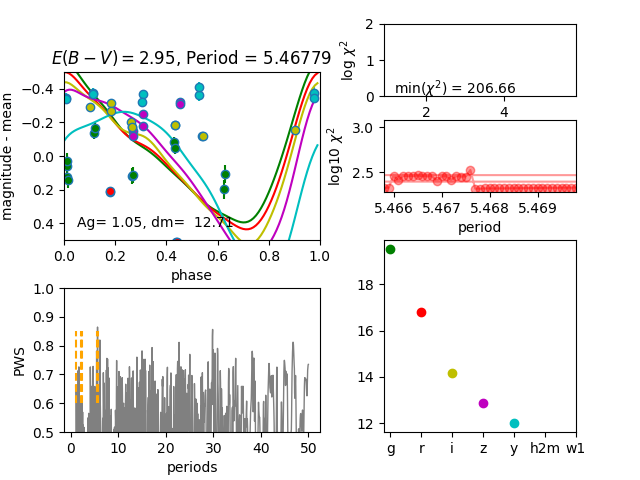 E(B − V) = 2.95, Period = 5.46779
magnitude - mean
−0.4
−0.2
0.0
0.2
0.4
Ag= 1.05, dm=  12.71
0.0 0.2 0.4 0.6 0.8 1.0
phase
log χ²
2
1
0
min(χ²) = 206.66
2 4
log10 χ²
3.0
2.5
5.466 5.467 5.468 5.469
period
PWS
1.0
0.9
0.8
0.7
0.6
0.5
0 10 20 30 40 50
periods
18
16
14
12
g r i z y h2m w1